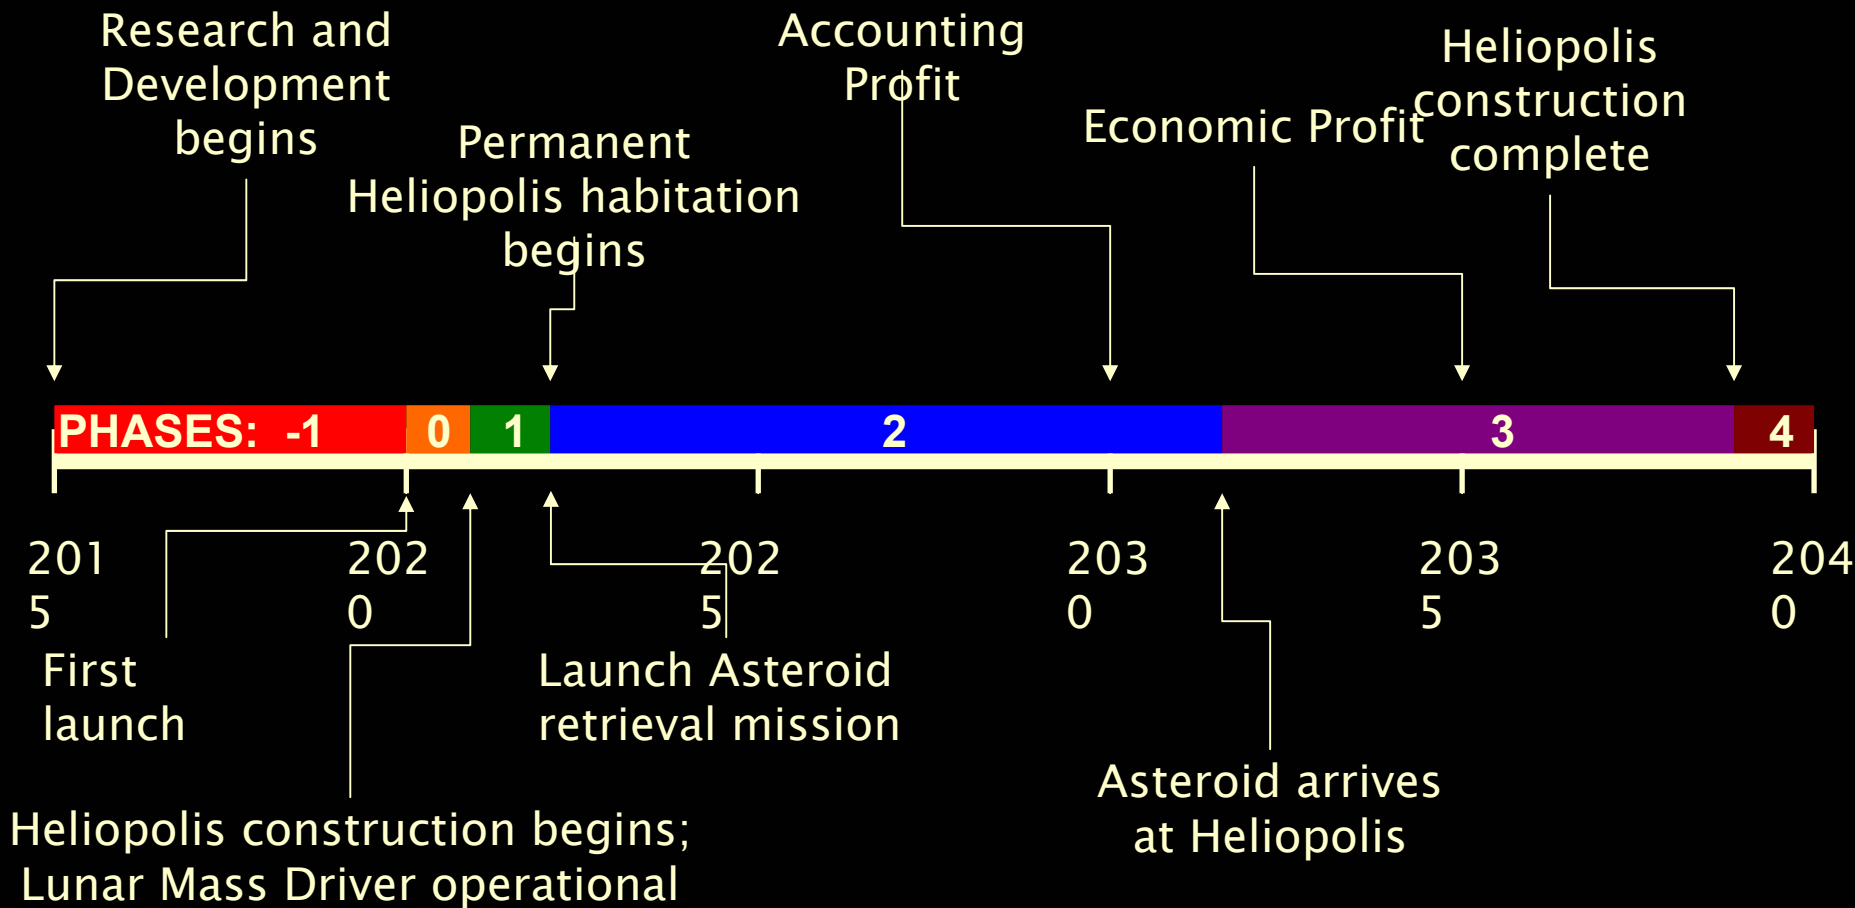 Research and
Development
begins
Permanent
Heliopolis habitation
begins
Accounting
Profit
Economic Profit
Heliopolis
construction
complete
PHASES: -1 0 1 2 3 4
201
5
202
0
202
5
203
0
203
5
204
0
First
launch
Launch Asteroid
retrieval mission
Asteroid arrives
at Heliopolis
Heliopolis construction begins;
Lunar Mass Driver operational